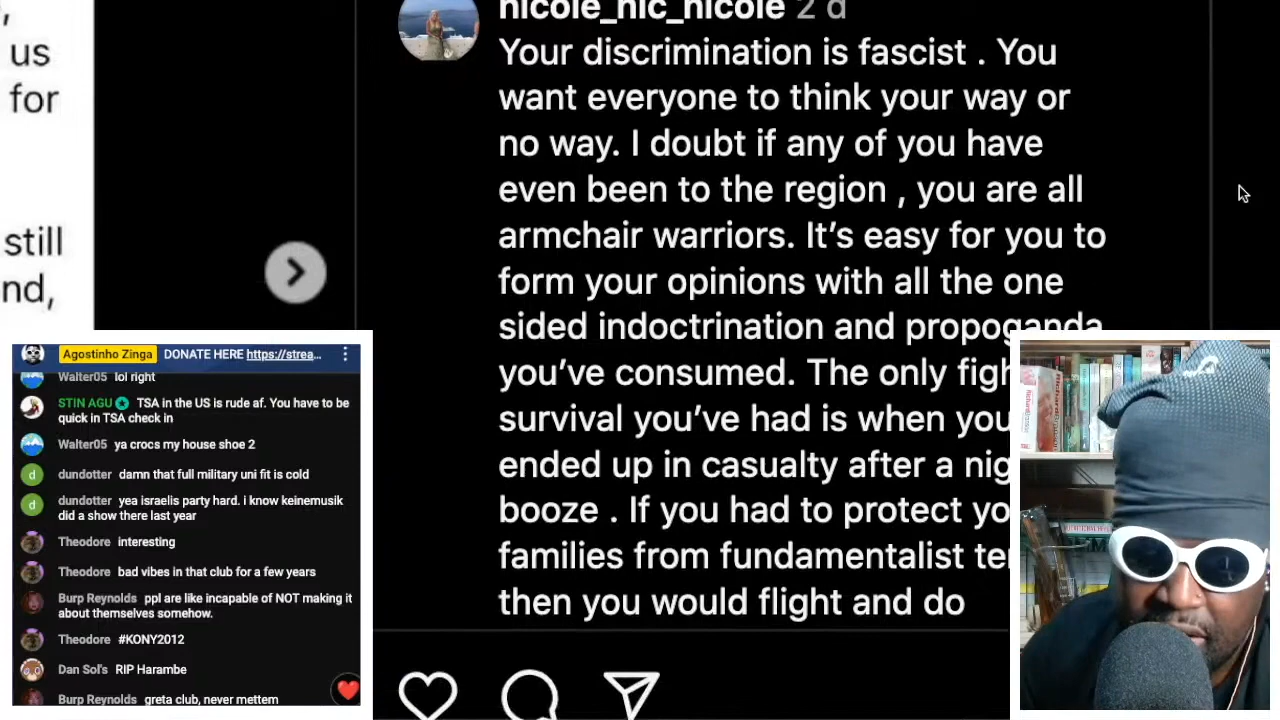 us
for
still
nd,
nicole_nic_nicole 2 d
Your discrimination is fascist . You
want everyone to think your way or
no way. I doubt if any of you have
even been to the region , you are all
armchair warriors. It’s easy for you to
form your opinions with all the one
sided indoctrination and propoganda
you’ve consumed. The only figh
survival you’ve had is when you
ended up in casualty after a nig
booze . If you had to protect yo
families from fundamentalist te
then you would flight and do
Agostinho Zinga DONATE HERE https://strea...
Walter05 lol right
STIN AGU TSA in the US is rude af. You have to be
quick in TSA check in
Walter05 ya crocs my house shoe 2
d dundotter damn that full military uni fit is cold
d dundotter yea israelis party hard. i know keinemusik
did a show there last year
Theodore interesting
Theodore bad vibes in that club for a few years
Burp Reynolds ppl are like incapable of NOT making it
about themselves somehow.
Theodore #KONY2012
Dan Sol's RIP Harambe
Burp Reynolds greta club, never mettem